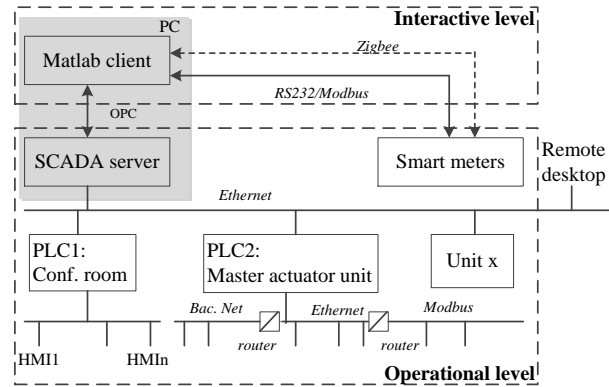 Interactive level
PC
Matlab client
Zigbee
RS232/Modbus
OPC
SCADA server
Smart meters
Remote
desktop
Ethernet
PLC1:
Conf. room
PLC2:
Master actuator unit
Unit x
Bac. Net
Ethernet
Modbus
router
router
HMI1
HMIn
Operational level